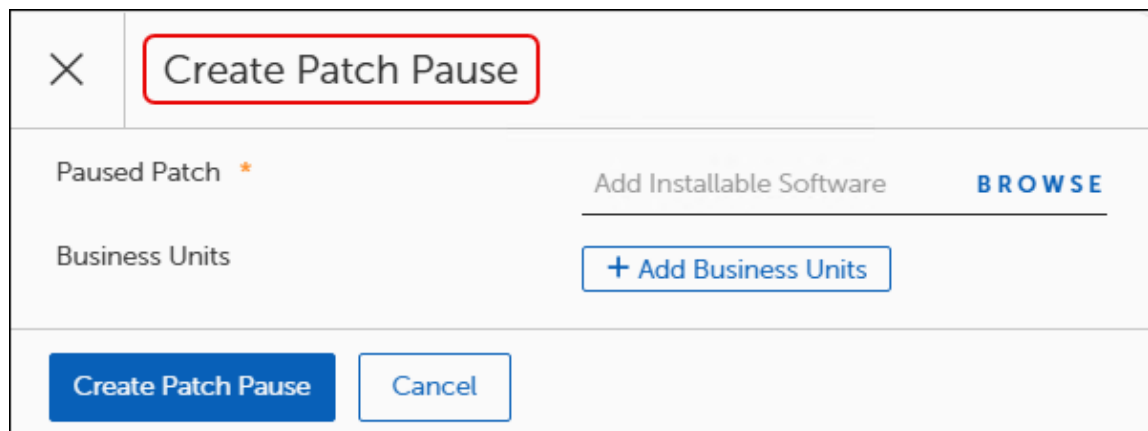 Create Patch Pause
Paused Patch *
Add Installable Software BROWSE
Business Units
+ Add Business Units
Create Patch Pause Cancel